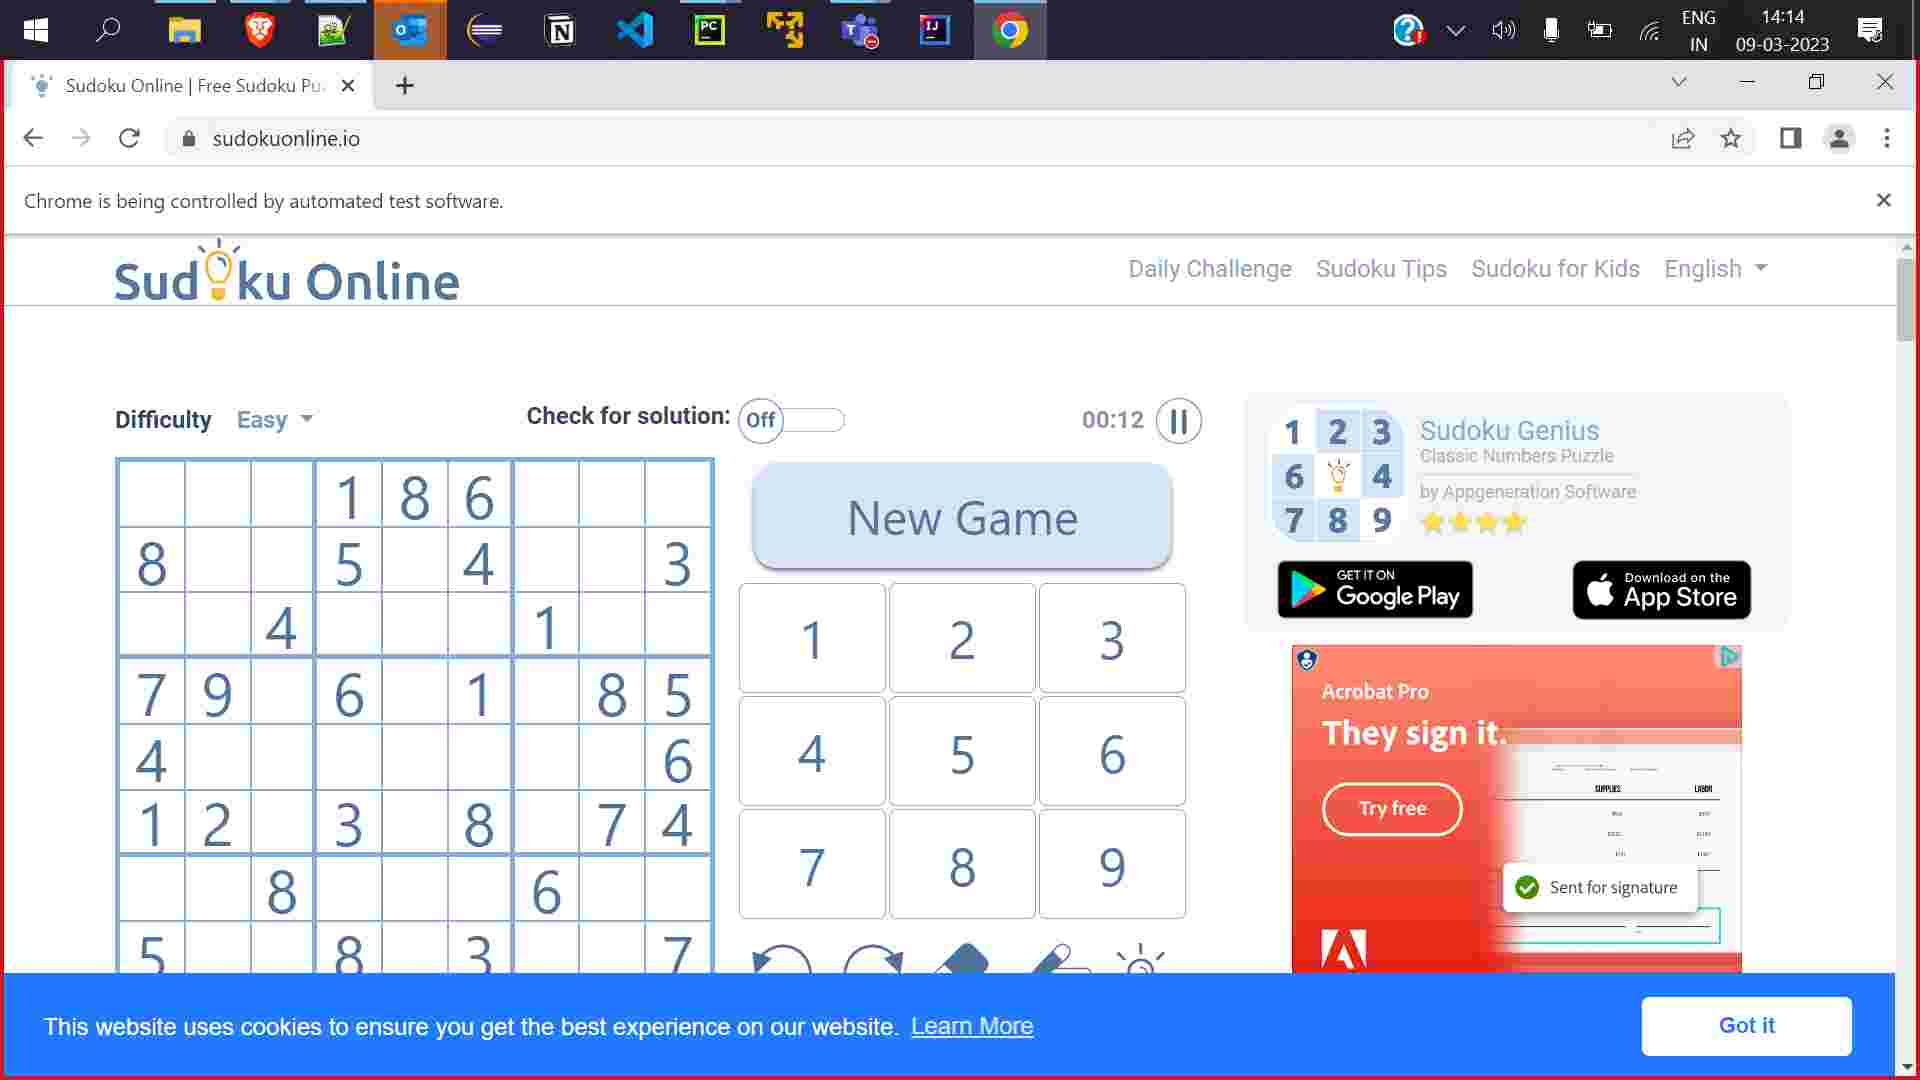 ENG
IN
14:14
09-03-2023
Sudoku Online | Free Sudoku Pu
sudokuonline.io
Chrome is being controlled by automated test software.
Sudoku Online
Daily Challenge Sudoku Tips Sudoku for Kids English
Difficulty Easy
Check for solution: Off
00:12
1 8 6
8 5 4 3
4 1
7 9 6 1 8 5
4 6
1 2 3 8 7 4
8 6
5 8 3 7
New Game
1 2 3
4 5 6
7 8 9
1 2 3
6 4
7 8 9
Sudoku Genius
Classic Numbers Puzzle
by Appgeneration Software
GET IT ON
Google Play
Download on the
App Store
Acrobat Pro
They sign it.
Try free
SUPPLIES LABOR
Sent for signature
This website uses cookies to ensure you get the best experience on our website. Learn More
Got it